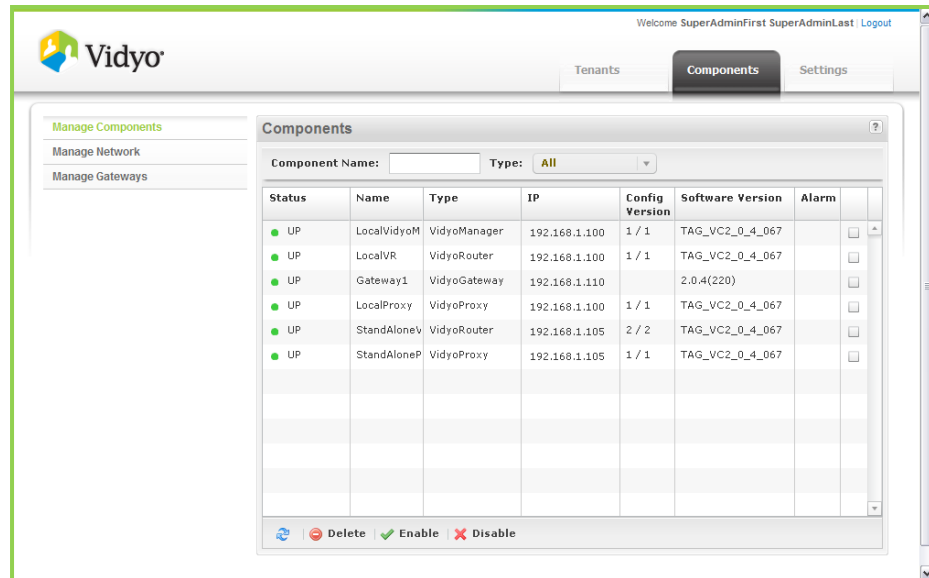 Welcome SuperAdminFirst SuperAdminLast | Logout
Vidyo
Tenants Components Settings
Manage Components
Manage Network
Manage Gateways
Components ?
Component Name: Type: All
Status Name Type IP Config Version Software Version Alarm
UP LocalVidyoM VidyoManager 192.168.1.100 1 / 1 TAG_VC2_0_4_067
UP LocalVR VidyoRouter 192.168.1.100 1 / 1 TAG_VC2_0_4_067
UP Gateway1 VidyoGateway 192.168.1.110 2.0.4(220)
UP LocalProxy VidyoProxy 192.168.1.100 1 / 1 TAG_VC2_0_4_067
UP StandAloneV VidyoRouter 192.168.1.105 2 / 2 TAG_VC2_0_4_067
UP StandAloneP VidyoProxy 192.168.1.105 1 / 1 TAG_VC2_0_4_067
Delete Enable Disable